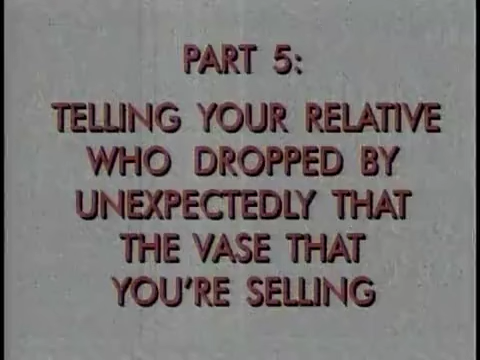 PART 5:
TELLING YOUR RELATIVE
WHO DROPPED BY
UNEXPECTEDLY THAT
THE VASE THAT
YOU'RE SELLING